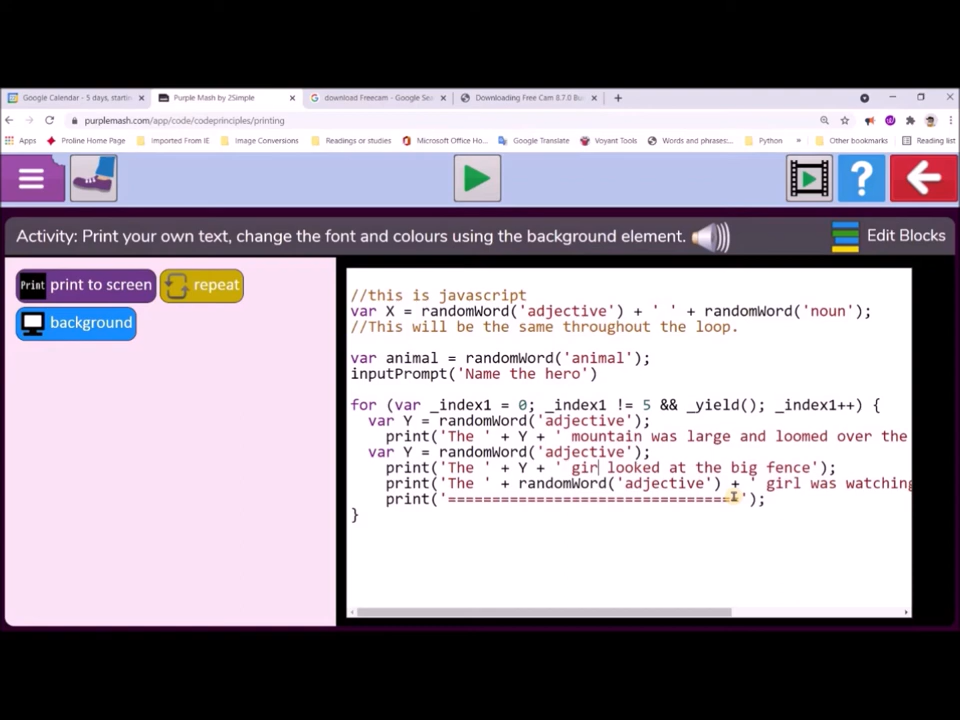 Google Calendar - 5 days, startin
Purple Mash by 2Simple
download Freecam - Google Sea
Downloading Free Cam 8.7.0 Bui
purplemash.com/app/code/codeprinciples/printing
Apps
Proline Home Page
Imported From IE
Image Conversions
Readings or studies
Microsoft Office Ho...
Google Translate
Voyant Tools
Words and phrases:...
Python
»
Other bookmarks
Reading list
Activity: Print your own text, change the font and colours using the background element.
Edit Blocks
Print print to screen
repeat
background
//this is javascript
var X = randomWord('adjective') + ' ' + randomWord('noun');
//This will be the same throughout the loop.
var animal = randomWord('animal');
inputPrompt('Name the hero')
for (var _index1 = 0; _index1 != 5 && _yield(); _index1++) {
var Y = randomWord('adjective');
print('The ' + Y + ' mountain was large and loomed over the
var Y = randomWord('adjective');
print('The ' + Y + ' gir looked at the big fence');
print('The ' + randomWord('adjective') + ' girl was watching
print('=================================');
}